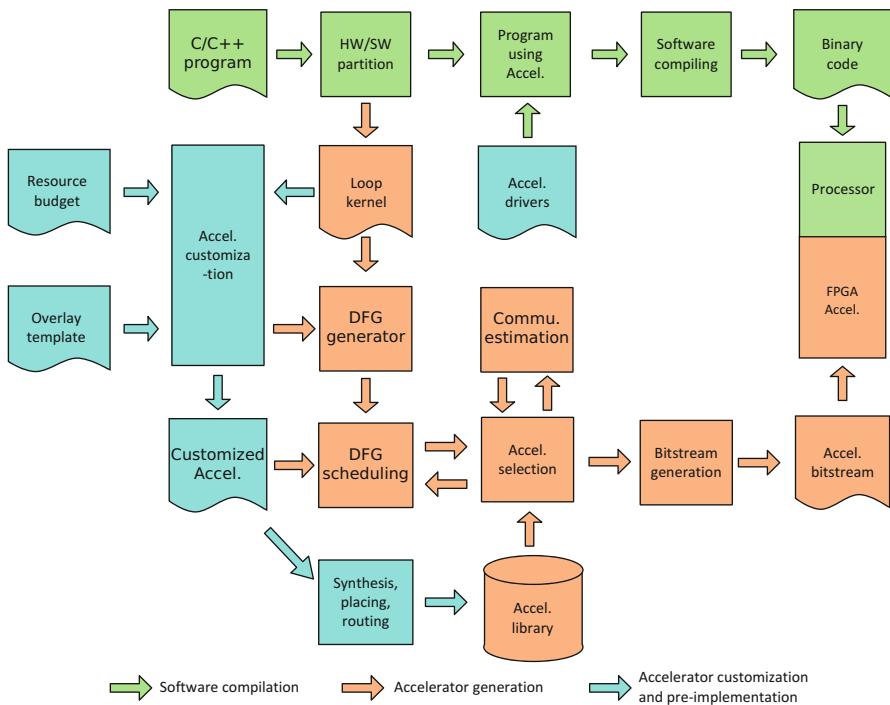 C/C++
program
HW/SW
partition
Program
using
Accel.
Software
compiling
Binary
code
Resource
budget
Accel.
customiza
-tion
Loop
kernel
Accel.
drivers
Processor
FPGA
Accel.
Overlay
template
DFG
generator
Commu.
estimation
Customized
Accel.
DFG
scheduling
Accel.
selection
Bitstream
generation
Accel.
bitstream
Synthesis,
placing,
routing
Accel.
library
Software compilation
Accelerator generation
Accelerator customization
and pre-implementation